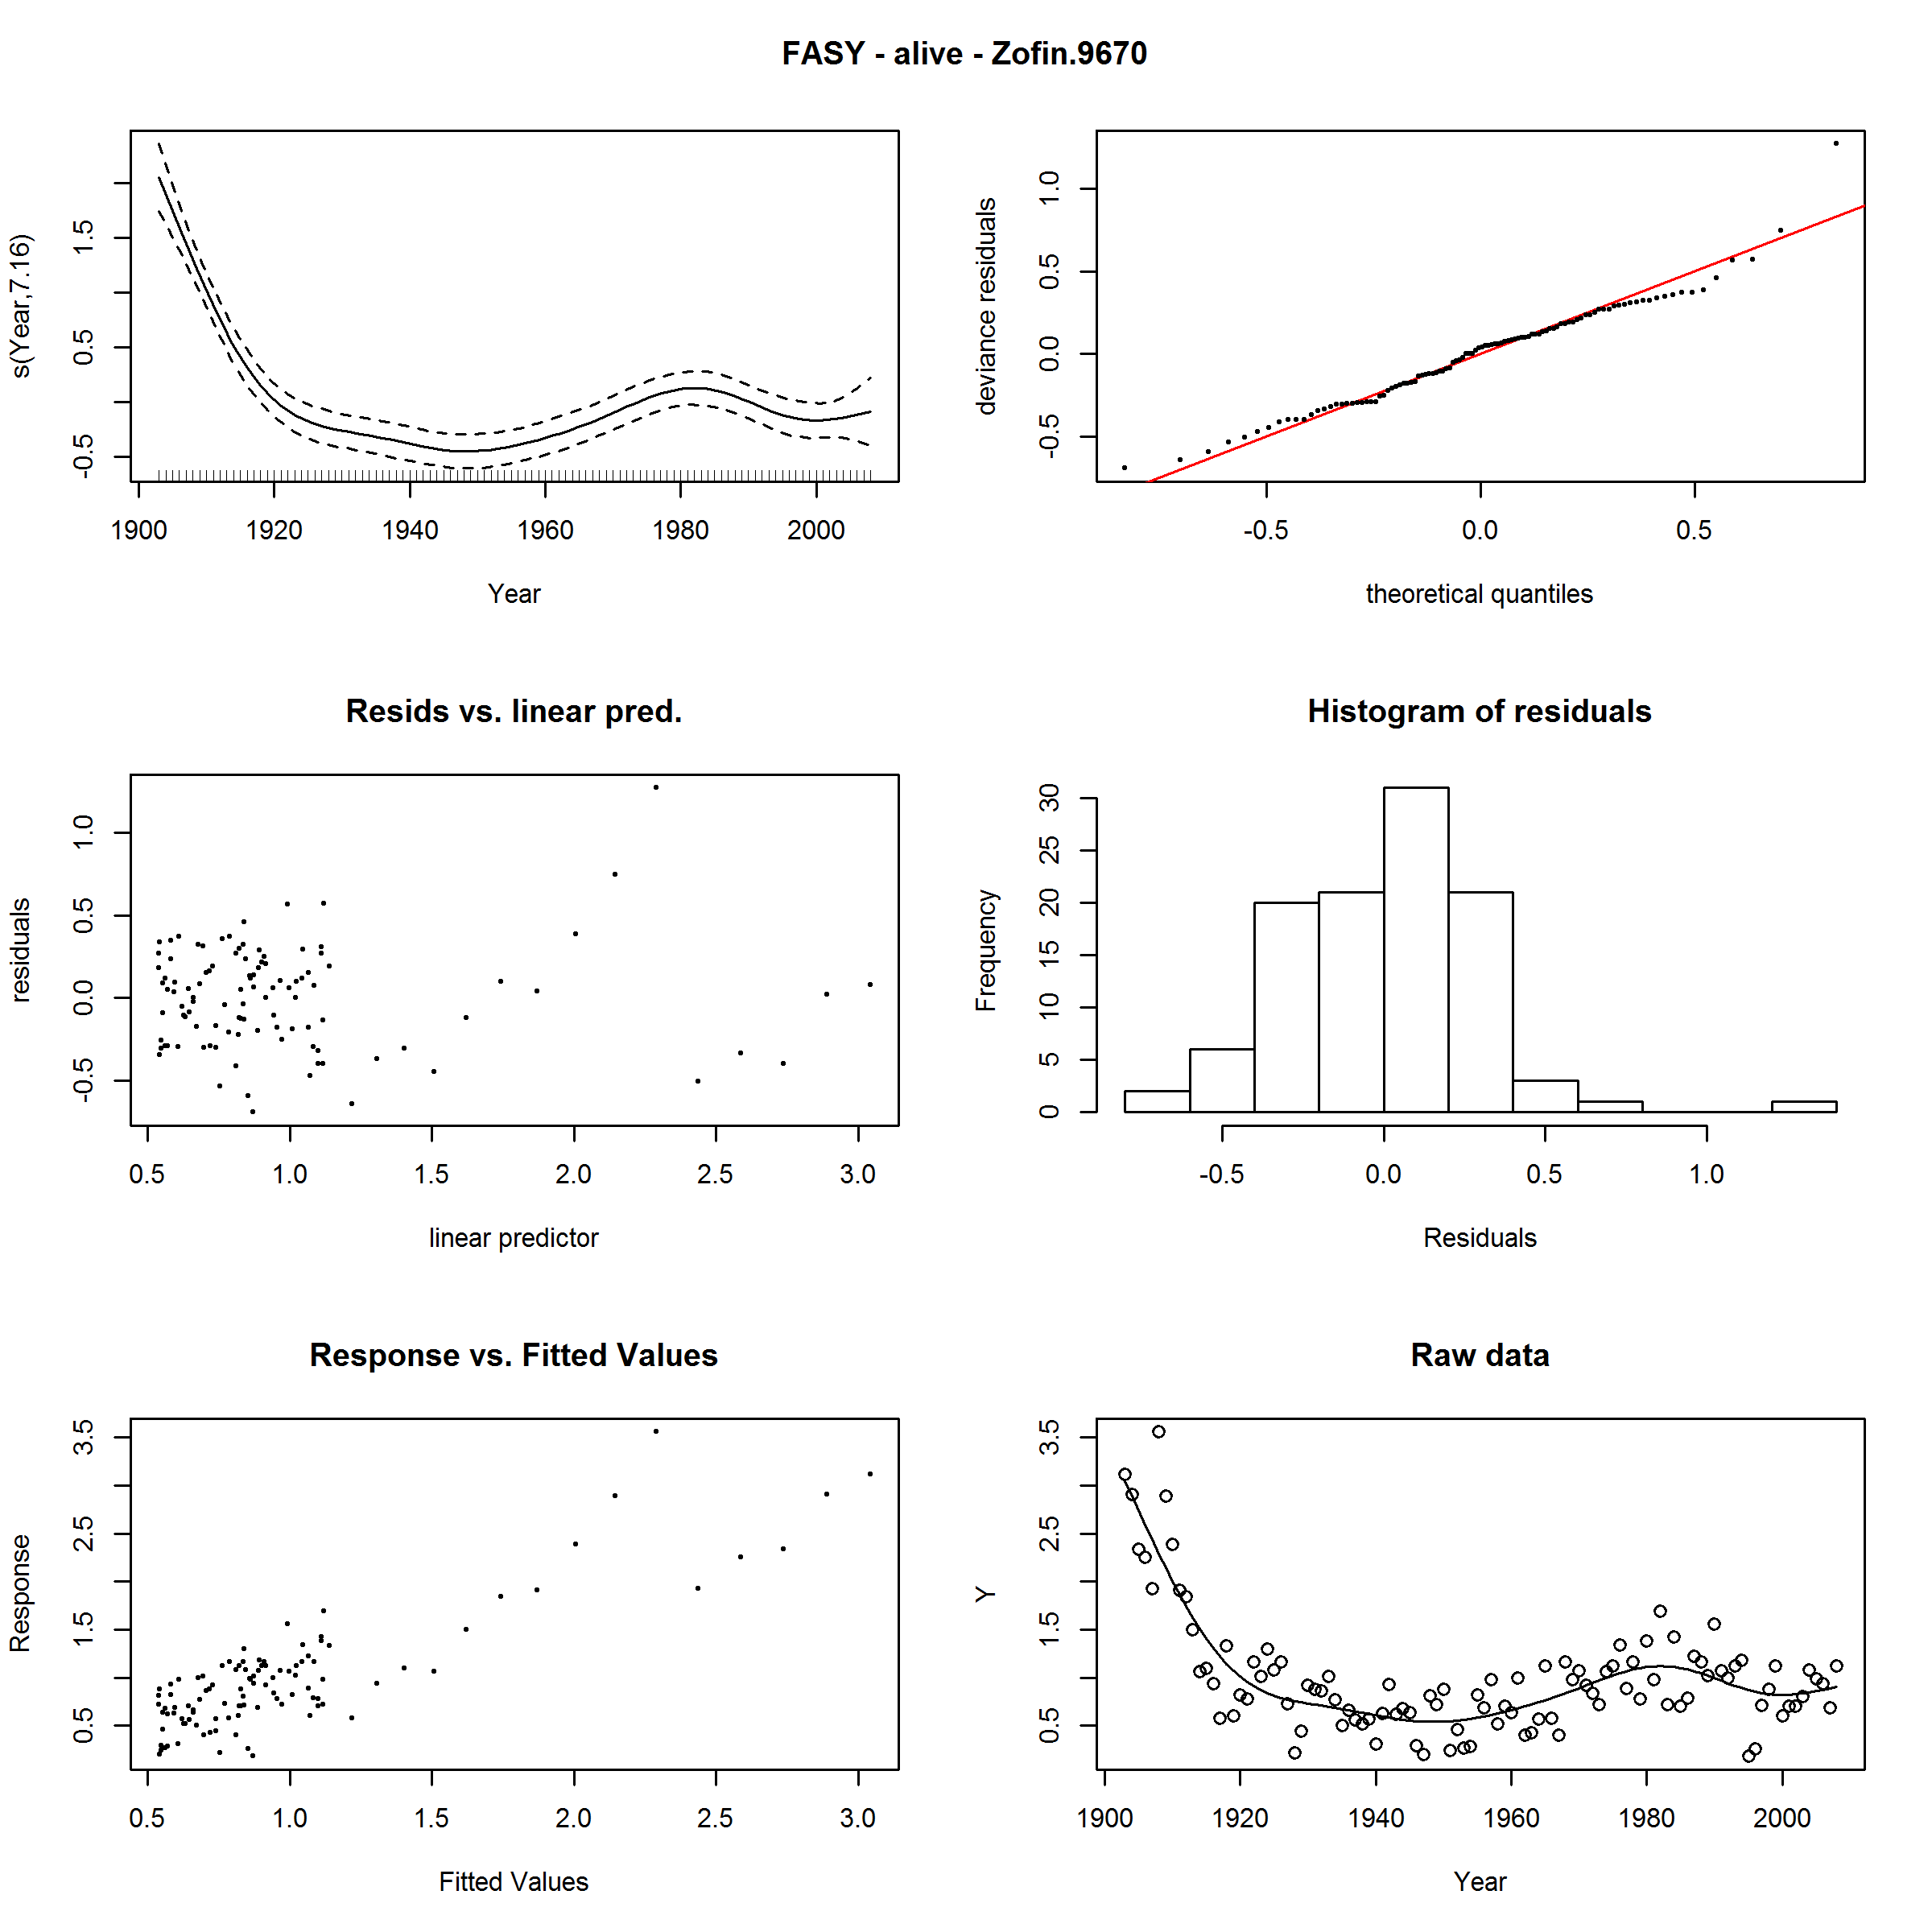 FASY - alive - Zofin.9670
s(Year,7.16)
-0.5 0.5 1.5
1900 1920 1940 1960 1980 2000
Year
deviance residuals
-0.5 0.0 0.5 1.0
-0.5 0.0 0.5
theoretical quantiles
Resids vs. linear pred.
residuals
-0.5 0.0 0.5 1.0
0.5 1.0 1.5 2.0 2.5 3.0
linear predictor
Histogram of residuals
Frequency
0 5 10 15 20 25 30
-0.5 0.0 0.5 1.0
Residuals
Response vs. Fitted Values
Response
0.5 1.5 2.5 3.5
0.5 1.0 1.5 2.0 2.5 3.0
Fitted Values
Raw data
Y
0.5 1.5 2.5 3.5
1900 1920 1940 1960 1980 2000
Year